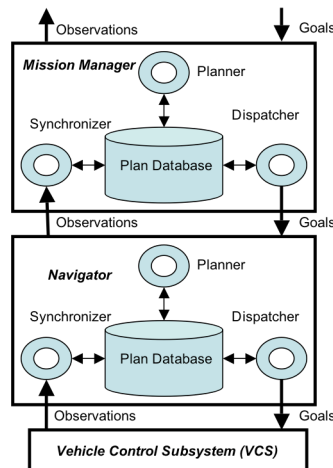 Observations
Goals
Mission Manager
Planner
Synchronizer
Dispatcher
Plan Database
Observations
Goals
Navigator
Planner
Synchronizer
Dispatcher
Plan Database
Observations
Goals
Vehicle Control Subsystem (VCS)